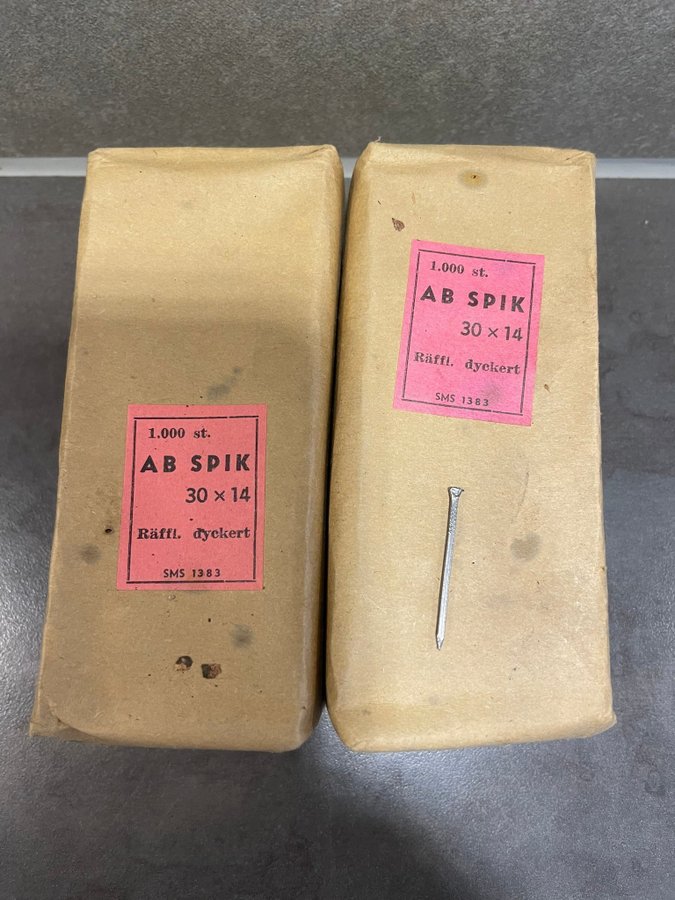 1.000 st.
AB SPIK
30 × 14
Räffl. dyckert
SMS 1383
1.000 st.
AB SPIK
30 × 14
Räffl. dyckert
SMS 1383